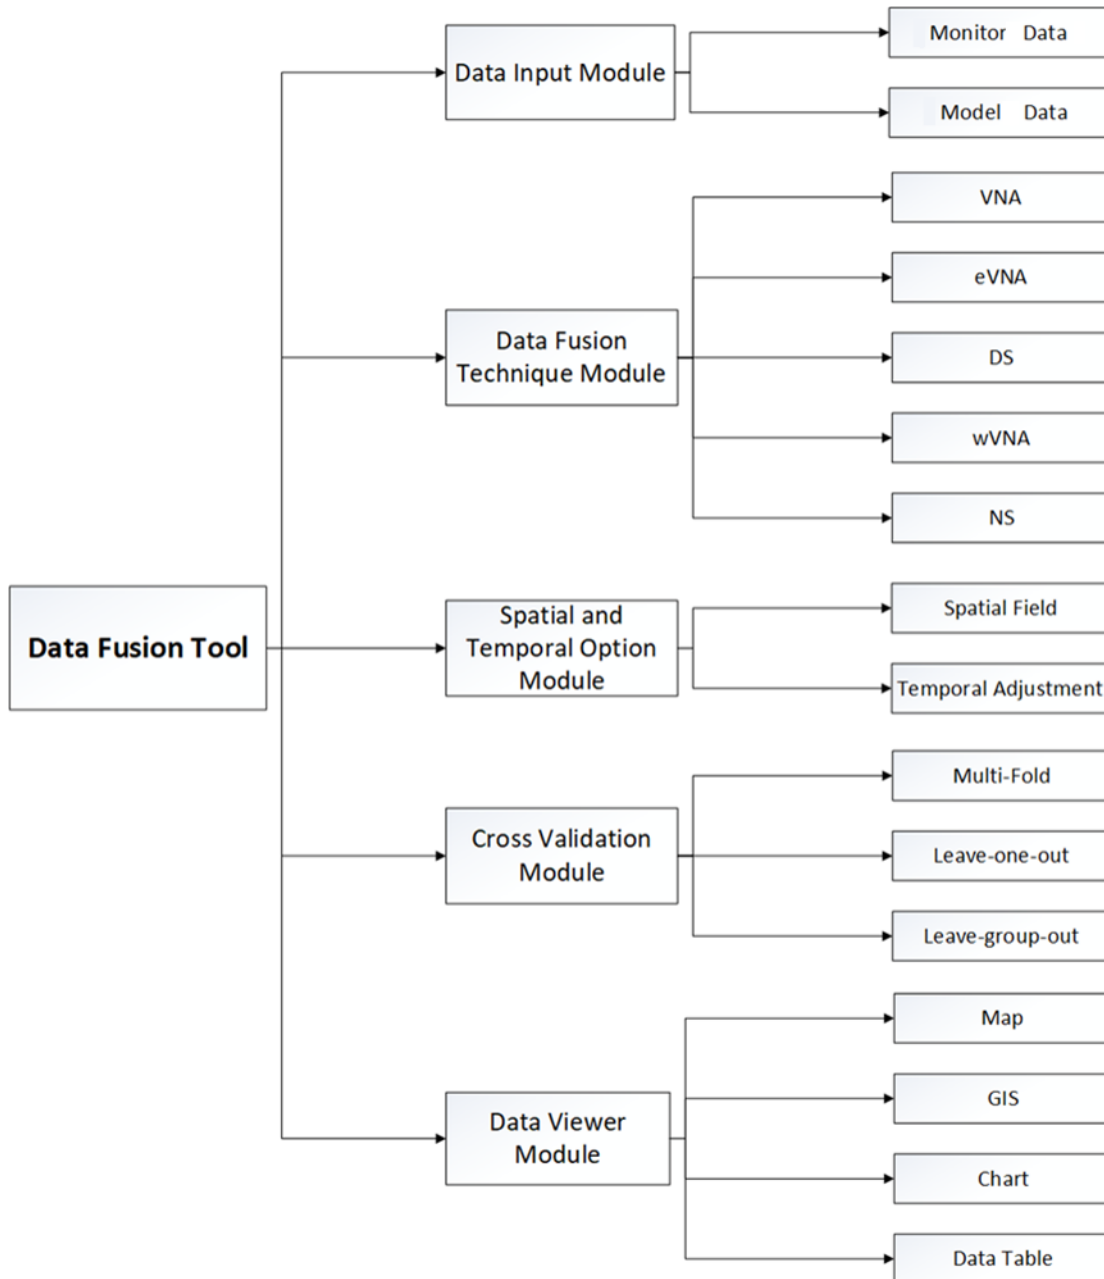 Data Fusion Tool
Data Input Module
Monitor Data
Model Data
Data Fusion
Technique Module
VNA
eVNA
DS
wVNA
NS
Spatial and
Temporal Option
Module
Spatial Field
Temporal Adjustment
Cross Validation
Module
Multi-Fold
Leave-one-out
Leave-group-out
Data Viewer
Module
Map
GIS
Chart
Data Table